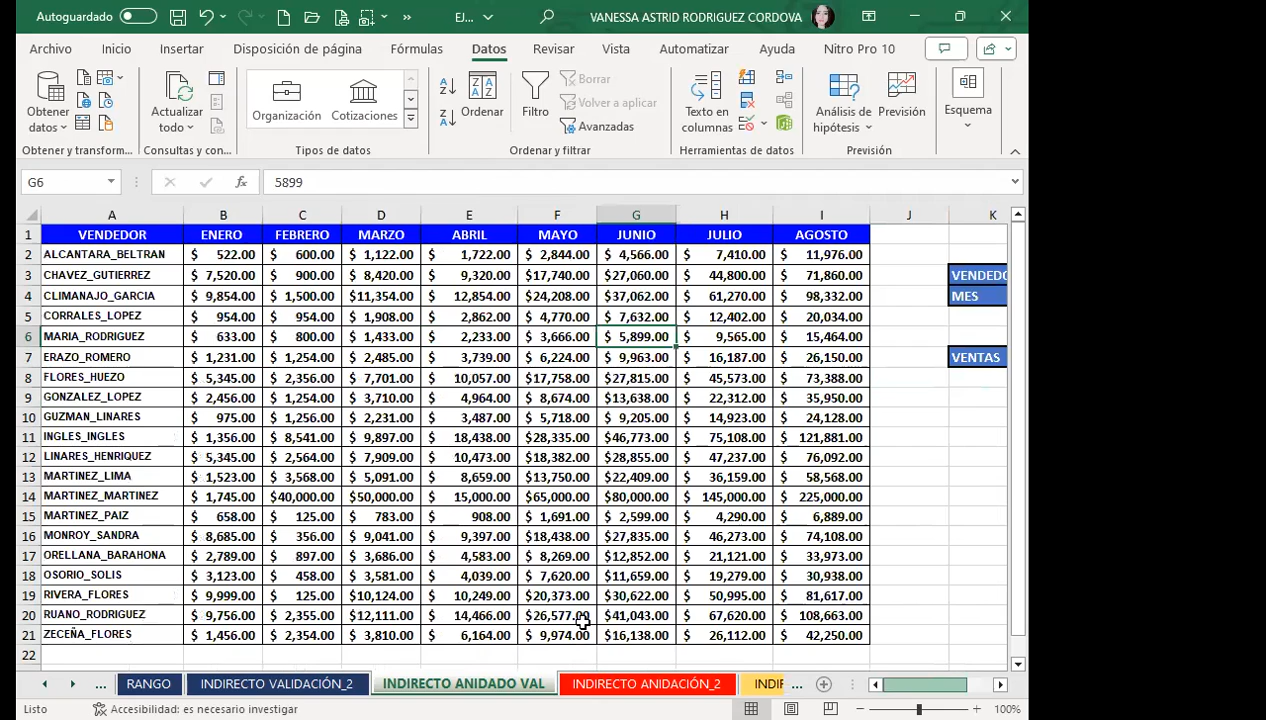 Autoguardado
EJ...
VANESSA ASTRID RODRIGUEZ CORDOVA
Archivo Inicio Insertar Disposición de página Fórmulas Datos Revisar Vista Automatizar Ayuda Nitro Pro 10
Obtener datos
Actualizar todo
Organización Cotizaciones
Ordenar
Filtro
Borrar
Volver a aplicar
Avanzadas
Texto en columnas
Análisis de hipótesis
Previsión
Esquema
Obtener y transform... Consultas y con... Tipos de datos Ordenar y filtrar Herramientas de datos Previsión
G6 fx 5899
A B C D E F G H I J K
1 VENDEDOR ENERO FEBRERO MARZO ABRIL MAYO JUNIO JULIO AGOSTO
2 ALCANTARA_BELTRAN $ 522.00 $ 600.00 $ 1,122.00 $ 1,722.00 $ 2,844.00 $ 4,566.00 $ 7,410.00 $ 11,976.00
3 CHAVEZ_GUTIERREZ $ 7,520.00 $ 900.00 $ 8,420.00 $ 9,320.00 $17,740.00 $27,060.00 $ 44,800.00 $ 71,860.00 VENDEDO
4 CLIMANAJO_GARCIA $ 9,854.00 $ 1,500.00 $11,354.00 $ 12,854.00 $24,208.00 $37,062.00 $ 61,270.00 $ 98,332.00 MES
5 CORRALES_LOPEZ $ 954.00 $ 954.00 $ 1,908.00 $ 2,862.00 $ 4,770.00 $ 7,632.00 $ 12,402.00 $ 20,034.00
6 MARIA_RODRIGUEZ $ 633.00 $ 800.00 $ 1,433.00 $ 2,233.00 $ 3,666.00 $ 5,899.00 $ 9,565.00 $ 15,464.00
7 ERAZO_ROMERO $ 1,231.00 $ 1,254.00 $ 2,485.00 $ 3,739.00 $ 6,224.00 $ 9,963.00 $ 16,187.00 $ 26,150.00 VENTAS
8 FLORES_HUEZO $ 5,345.00 $ 2,356.00 $ 7,701.00 $ 10,057.00 $17,758.00 $27,815.00 $ 45,573.00 $ 73,388.00
9 GONZALEZ_LOPEZ $ 2,456.00 $ 1,254.00 $ 3,710.00 $ 4,964.00 $ 8,674.00 $13,638.00 $ 22,312.00 $ 35,950.00
10 GUZMAN_LINARES $ 975.00 $ 1,256.00 $ 2,231.00 $ 3,487.00 $ 5,718.00 $ 9,205.00 $ 14,923.00 $ 24,128.00
11 INGLES_INGLES $ 1,356.00 $ 8,541.00 $ 9,897.00 $ 18,438.00 $28,335.00 $46,773.00 $ 75,108.00 $ 121,881.00
12 LINARES_HENRIQUEZ $ 5,345.00 $ 2,564.00 $ 7,909.00 $ 10,473.00 $18,382.00 $28,855.00 $ 47,237.00 $ 76,092.00
13 MARTINEZ_LIMA $ 1,523.00 $ 3,568.00 $ 5,091.00 $ 8,659.00 $13,750.00 $22,409.00 $ 36,159.00 $ 58,568.00
14 MARTINEZ_MARTINEZ $ 1,745.00 $40,000.00 $50,000.00 $ 15,000.00 $65,000.00 $80,000.00 $ 145,000.00 $ 225,000.00
15 MARTINEZ_PAIZ $ 658.00 $ 125.00 $ 783.00 $ 908.00 $ 1,691.00 $ 2,599.00 $ 4,290.00 $ 6,889.00
16 MONROY_SANDRA $ 8,685.00 $ 356.00 $ 9,041.00 $ 9,397.00 $18,438.00 $27,835.00 $ 46,273.00 $ 74,108.00
17 ORELLANA_BARAHONA $ 2,789.00 $ 897.00 $ 3,686.00 $ 4,583.00 $ 8,269.00 $12,852.00 $ 21,121.00 $ 33,973.00
18 OSORIO_SOLIS $ 3,123.00 $ 458.00 $ 3,581.00 $ 4,039.00 $ 7,620.00 $11,659.00 $ 19,279.00 $ 30,938.00
19 RIVERA_FLORES $ 9,999.00 $ 125.00 $10,124.00 $ 10,249.00 $20,373.00 $30,622.00 $ 50,995.00 $ 81,617.00
20 RUANO_RODRIGUEZ $ 9,756.00 $ 2,355.00 $12,111.00 $ 14,466.00 $26,577.00 $41,043.00 $ 67,620.00 $ 108,663.00
21 ZECEÑA_FLORES $ 1,456.00 $ 2,354.00 $ 3,810.00 $ 6,164.00 $ 9,974.00 $16,138.00 $ 26,112.00 $ 42,250.00
22
... RANGO INDIRECTO VALIDACIÓN_2 INDIRECTO ANIDADO VAL INDIRECTO ANIDACIÓN_2 INDIF ...
Listo Accesibilidad: es necesario investigar 100%